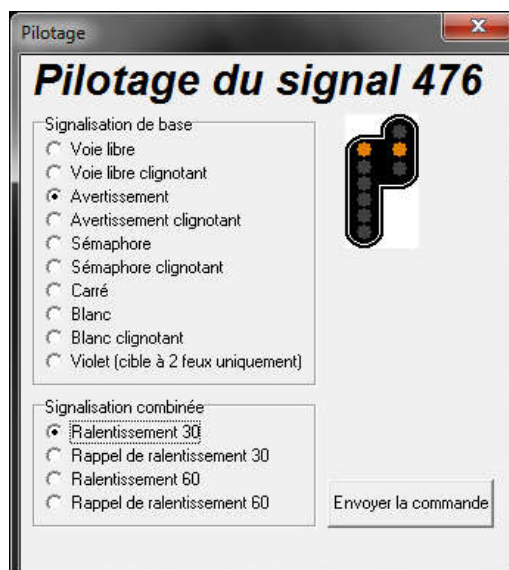 Pilotage
Pilotage du signal 476
Signalisation de base
Voie libre
Voie libre clignotant
Avertissement
Avertissement clignotant
Sémaphore
Sémaphore clignotant
Carré
Blanc
Blanc clignotant
Violet (cible à 2 feux uniquement)
Signalisation combinée
Ralentissement 30
Rappel de ralentissement 30
Ralentissement 60
Rappel de ralentissement 60
Envoyer la commande